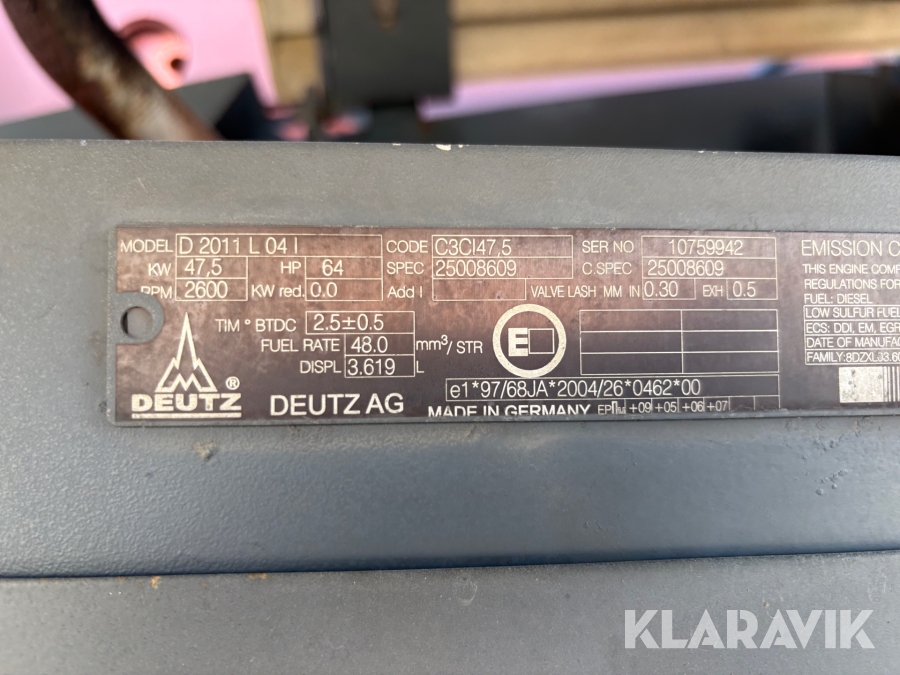 MODEL D 2011 L 04 I CODE C3CI47,5 SER NO 10759942
KW 47,5 HP 64 SPEC 25008609 C.SPEC 25008609
RPM 2600 KW red. 0.0 Add I VALVE LASH MM IN 0.30 EXH 0.5
TIM ° BTDC 2.5±0.5
FUEL RATE 48.0 mm³/STR
DISPL 3.619 L
E
e1*97/68JA*2004/26*0462*00
DEUTZ ®
DEUTZ AG
MADE IN GERMANY +09 +05 +06 +07
EMISSION C
THIS ENGINE COMP
REGULATIONS FOR
FUEL: DIESEL
LOW SULFUR FUEL
ECS: DDI, EM, EGR
DATE OF MANUFAC
FAMILY:8DZXL03.6
KLARAVIK